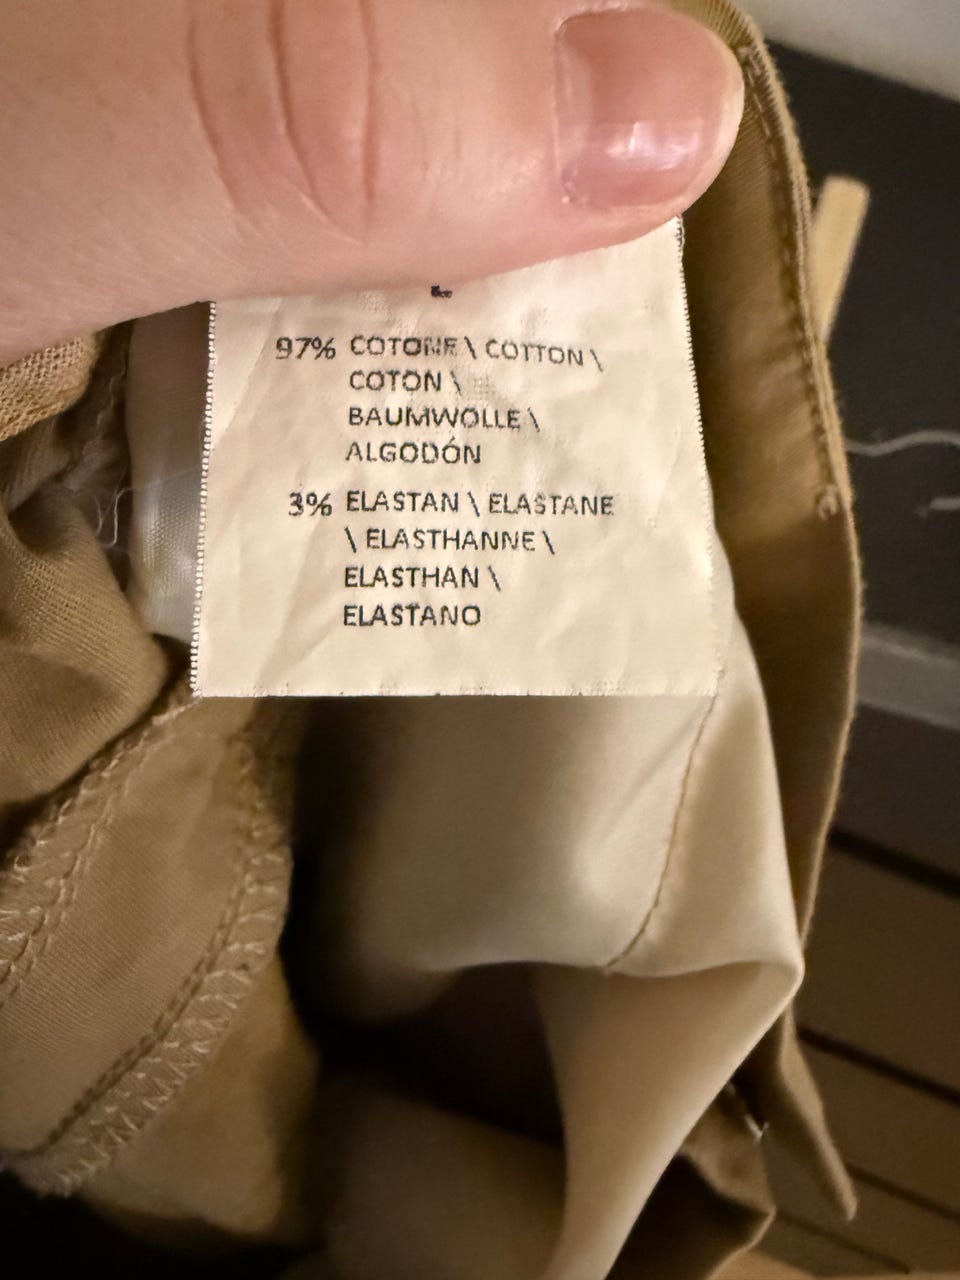 97% COTONE \ COTTON \
COTON \
BAUMWOLLE \
ALGODÓN
3% ELASTAN \ ELASTANE
\ ELASTHANNE \
ELASTHAN \
ELASTANO